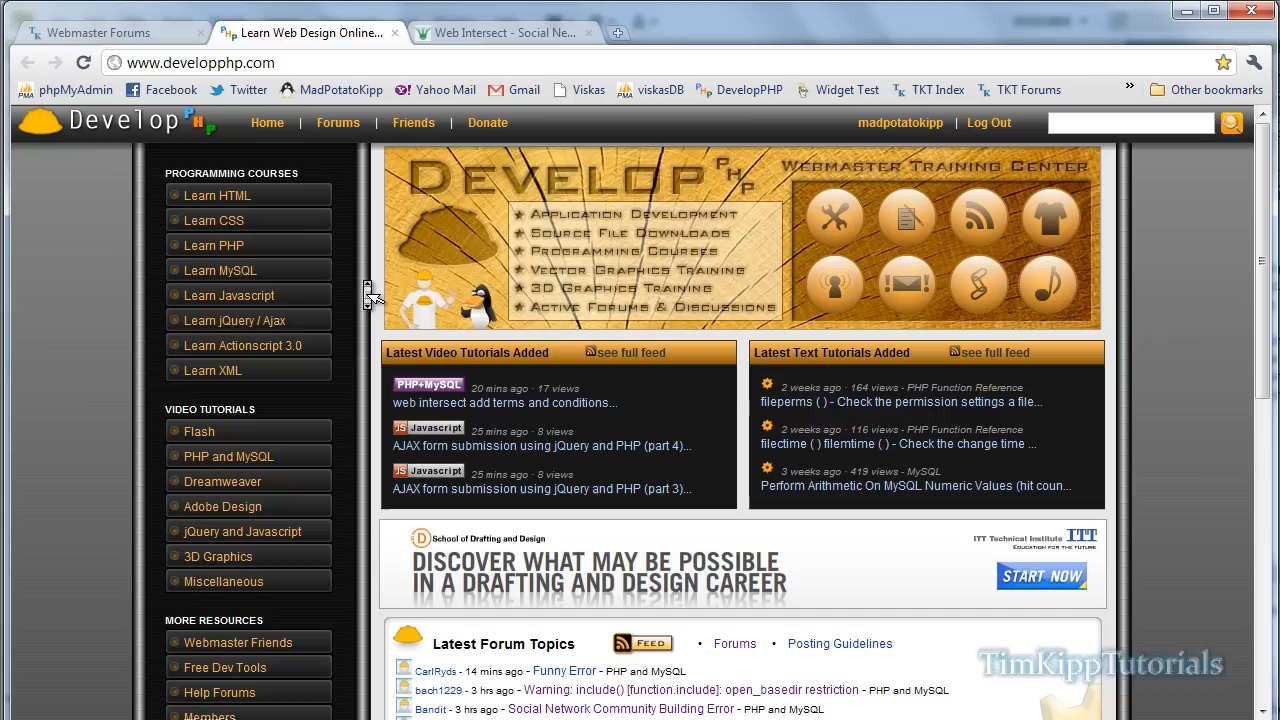 Webmaster Forums
PHP Learn Web Design Online...
Web Intersect - Social Ne...
www.developphp.com
phpMyAdmin
Facebook
Twitter
MadPotatoKipp
Yahoo Mail
Gmail
Viskas
viskasDB
DevelopPHP
Widget Test
TKT Index
TKT Forums
»
Other bookmarks
Develop PHP
Home | Forums | Friends | Donate
madpotatokipp | Log Out
PROGRAMMING COURSES
Learn HTML
Learn CSS
Learn PHP
Learn MySQL
Learn Javascript
Learn jQuery / Ajax
Learn Actionscript 3.0
Learn XML
VIDEO TUTORIALS
Flash
PHP and MySQL
Dreamweaver
Adobe Design
jQuery and Javascript
3D Graphics
Miscellaneous
MORE RESOURCES
Webmaster Friends
Free Dev Tools
Help Forums
Members
Develop PHP
Webmaster Training Center
★ Application Development
★ Source File Downloads
★ Programming Courses
★ Vector Graphics Training
★ 3D Graphics Training
★ Active Forums & Discussions
Latest Video Tutorials Added see full feed
PHP+MySQL 20 mins ago · 17 views
web intersect add terms and conditions...
JS Javascript 25 mins ago · 8 views
AJAX form submission using jQuery and PHP (part 4)...
JS Javascript 25 mins ago · 8 views
AJAX form submission using jQuery and PHP (part 3)...
Latest Text Tutorials Added see full feed
2 weeks ago · 164 views - PHP Function Reference
fileperms ( ) - Check the permission settings a file...
2 weeks ago · 116 views - PHP Function Reference
filectime ( ) filemtime ( ) - Check the change time ...
3 weeks ago · 419 views - MySQL
Perform Arithmetic On MySQL Numeric Values (hit coun...
School of Drafting and Design
DISCOVER WHAT MAY BE POSSIBLE
IN A DRAFTING AND DESIGN CAREER
ITT Technical Institute ITT
EDUCATION FOR THE FUTURE
START NOW
Latest Forum Topics FEED • Forums • Posting Guidelines
CarlRyds - 14 mins ago - Funny Error - PHP and MySQL
bach1229 - 3 hrs ago - Warning: include() [function.include]: open_basedir restriction - PHP and MySQL
Bandit - 3 hrs ago - Social Network Community Building Error - PHP and MySQL
TimKippTutorials